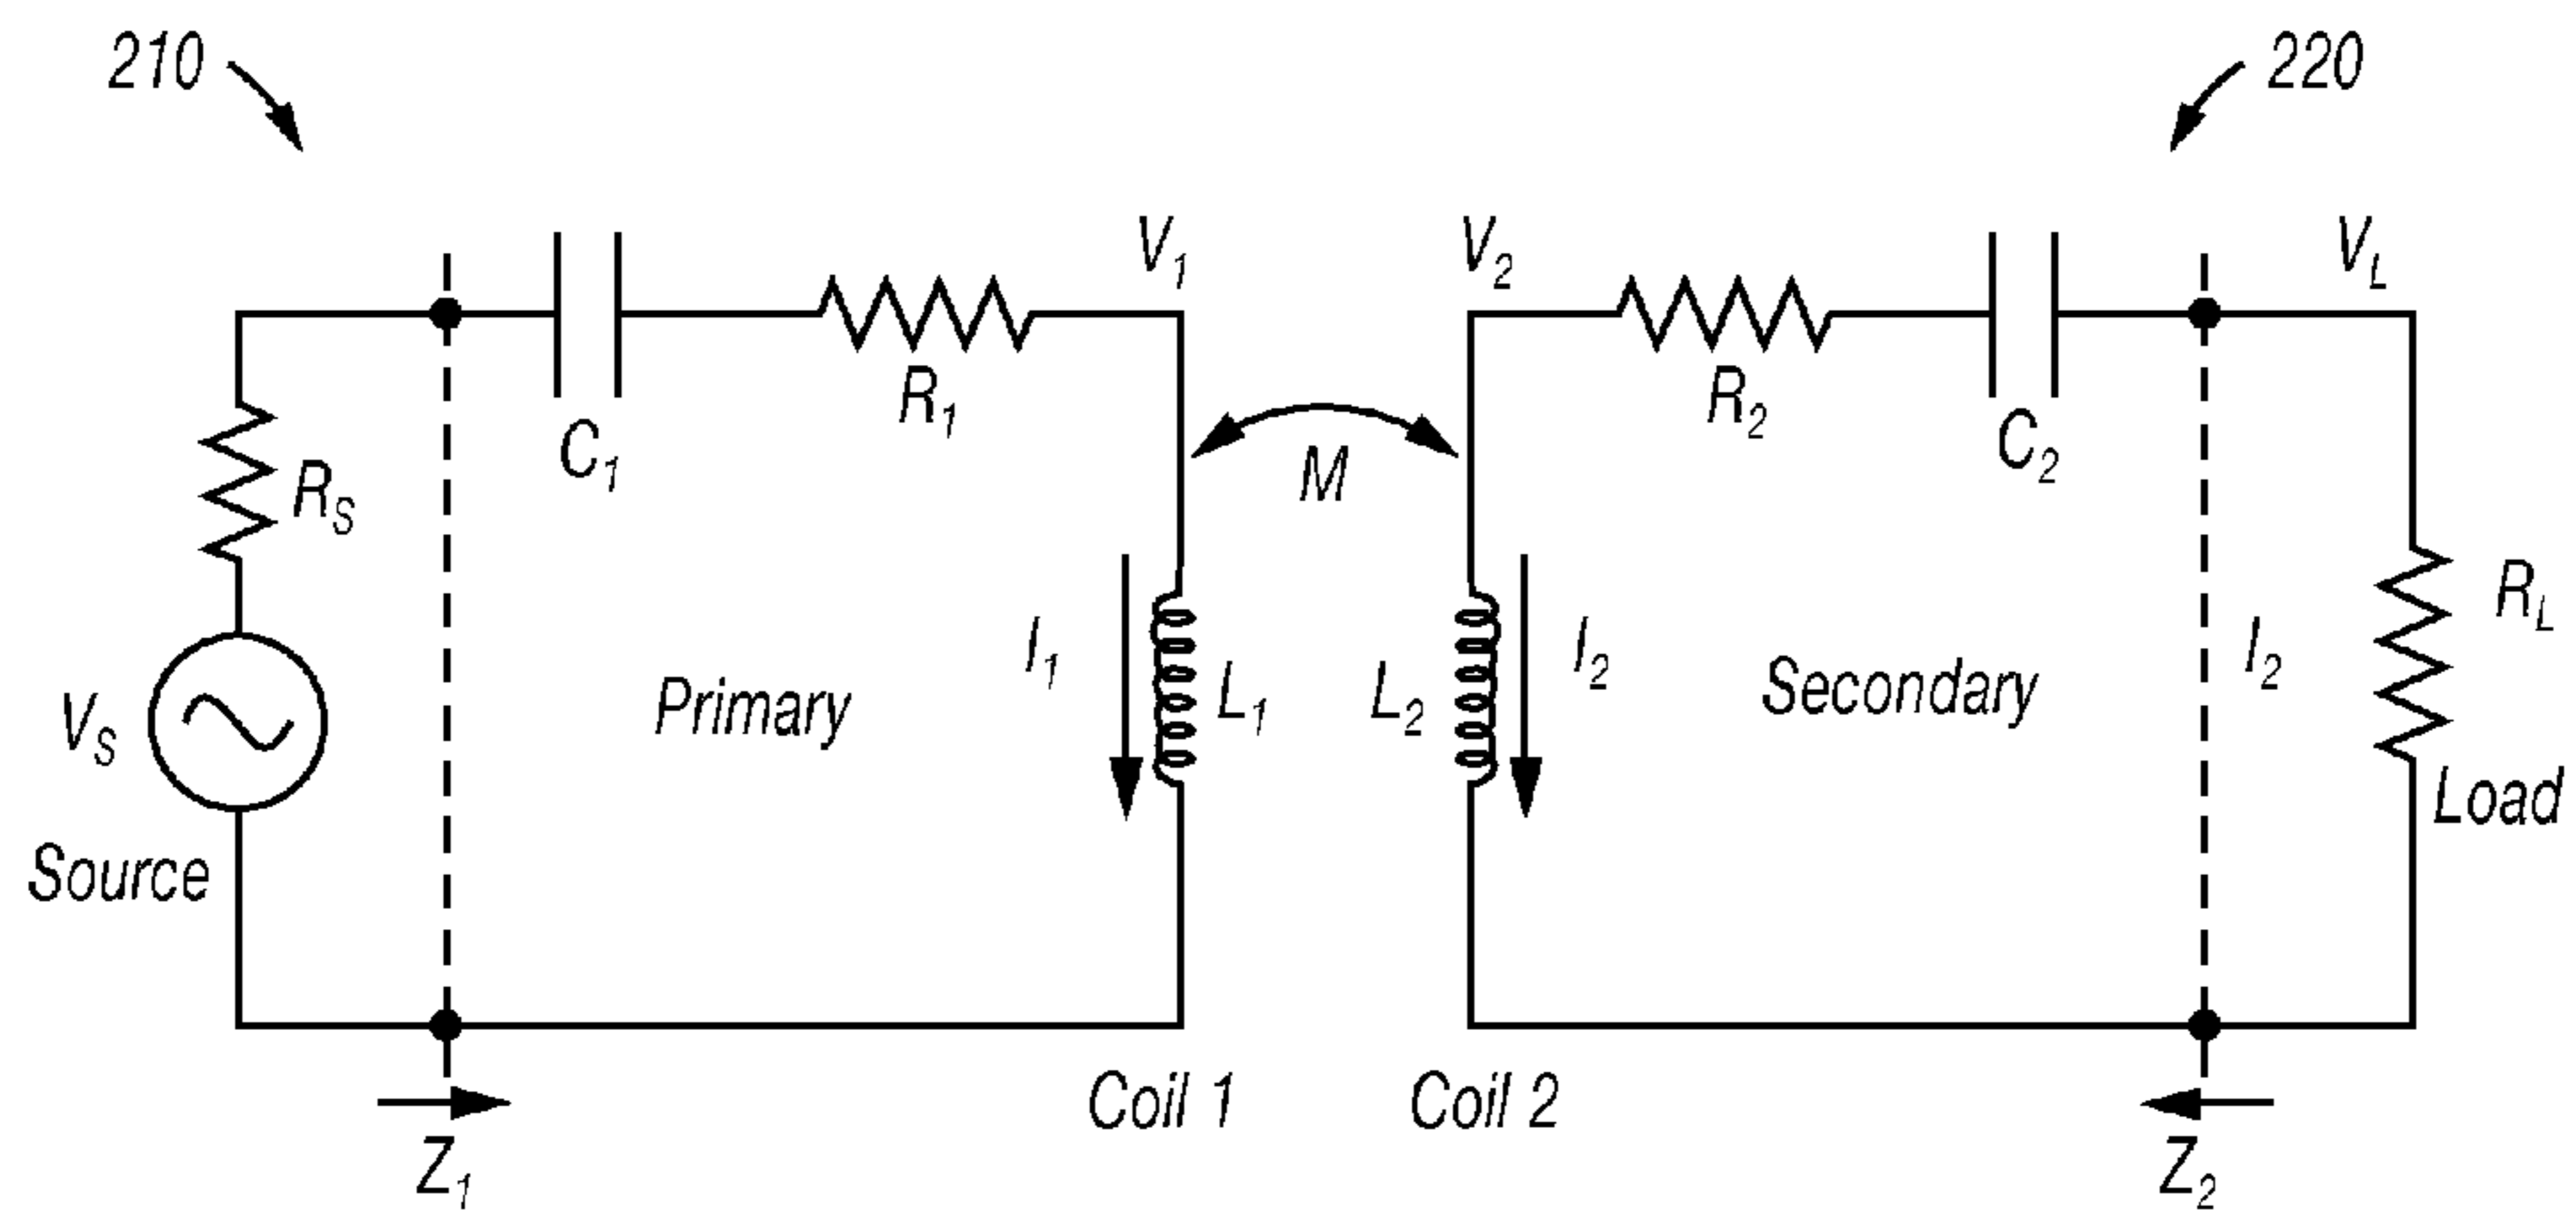 210
220
V1
V2
VL
C1
R1
R2
C2
M
RS
I1
L1
L2
I2
I2
RL
VS
Primary
Secondary
Load
Source
Coil 1
Coil 2
Z1
Z2